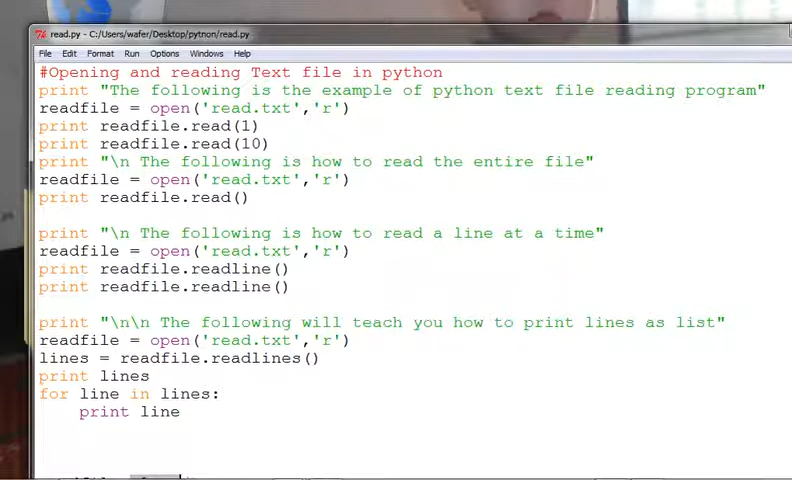 read.py - C:/Users/wafer/Desktop/pytnon/read.py
File Edit Format Run Options Windows Help
#Opening and reading Text file in python
print "The following is the example of python text file reading program"
readfile = open('read.txt','r')
print readfile.read(1)
print readfile.read(10)
print "\n The following is how to read the entire file"
readfile = open('read.txt','r')
print readfile.read()
print "\n The following is how to read a line at a time"
readfile = open('read.txt','r')
print readfile.readline()
print readfile.readline()
print "\n\n The following will teach you how to print lines as list"
readfile = open('read.txt','r')
lines = readfile.readlines()
print lines
for line in lines:
    print line